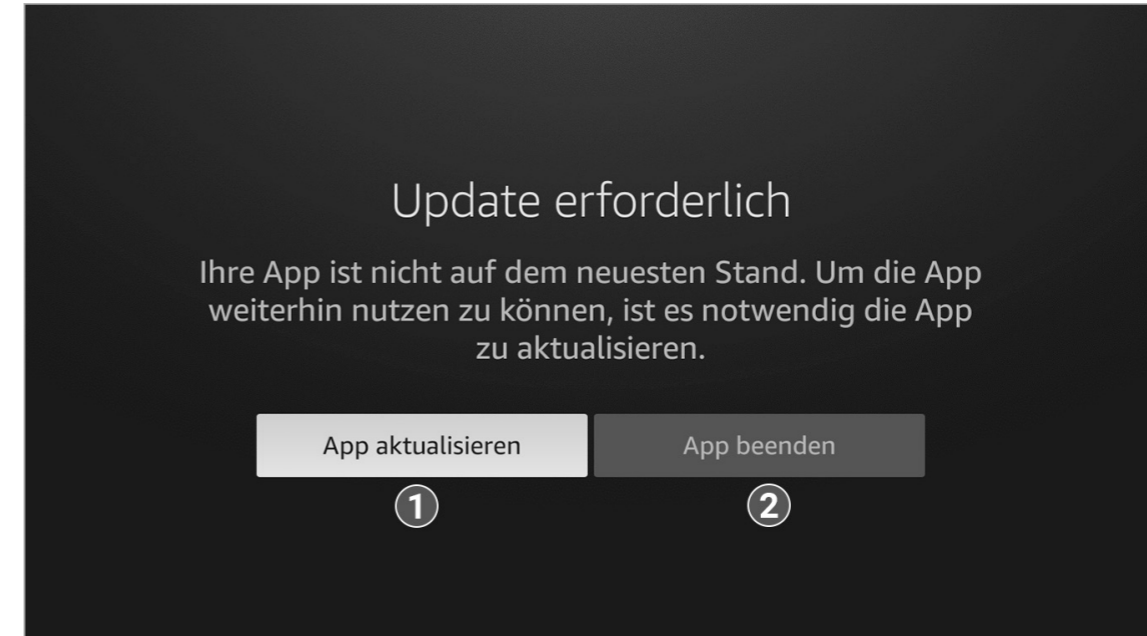 Update erforderlich
Ihre App ist nicht auf dem neuesten Stand. Um die App
weiterhin nutzen zu können, ist es notwendig die App
zu aktualisieren.
App aktualisieren App beenden
1 2